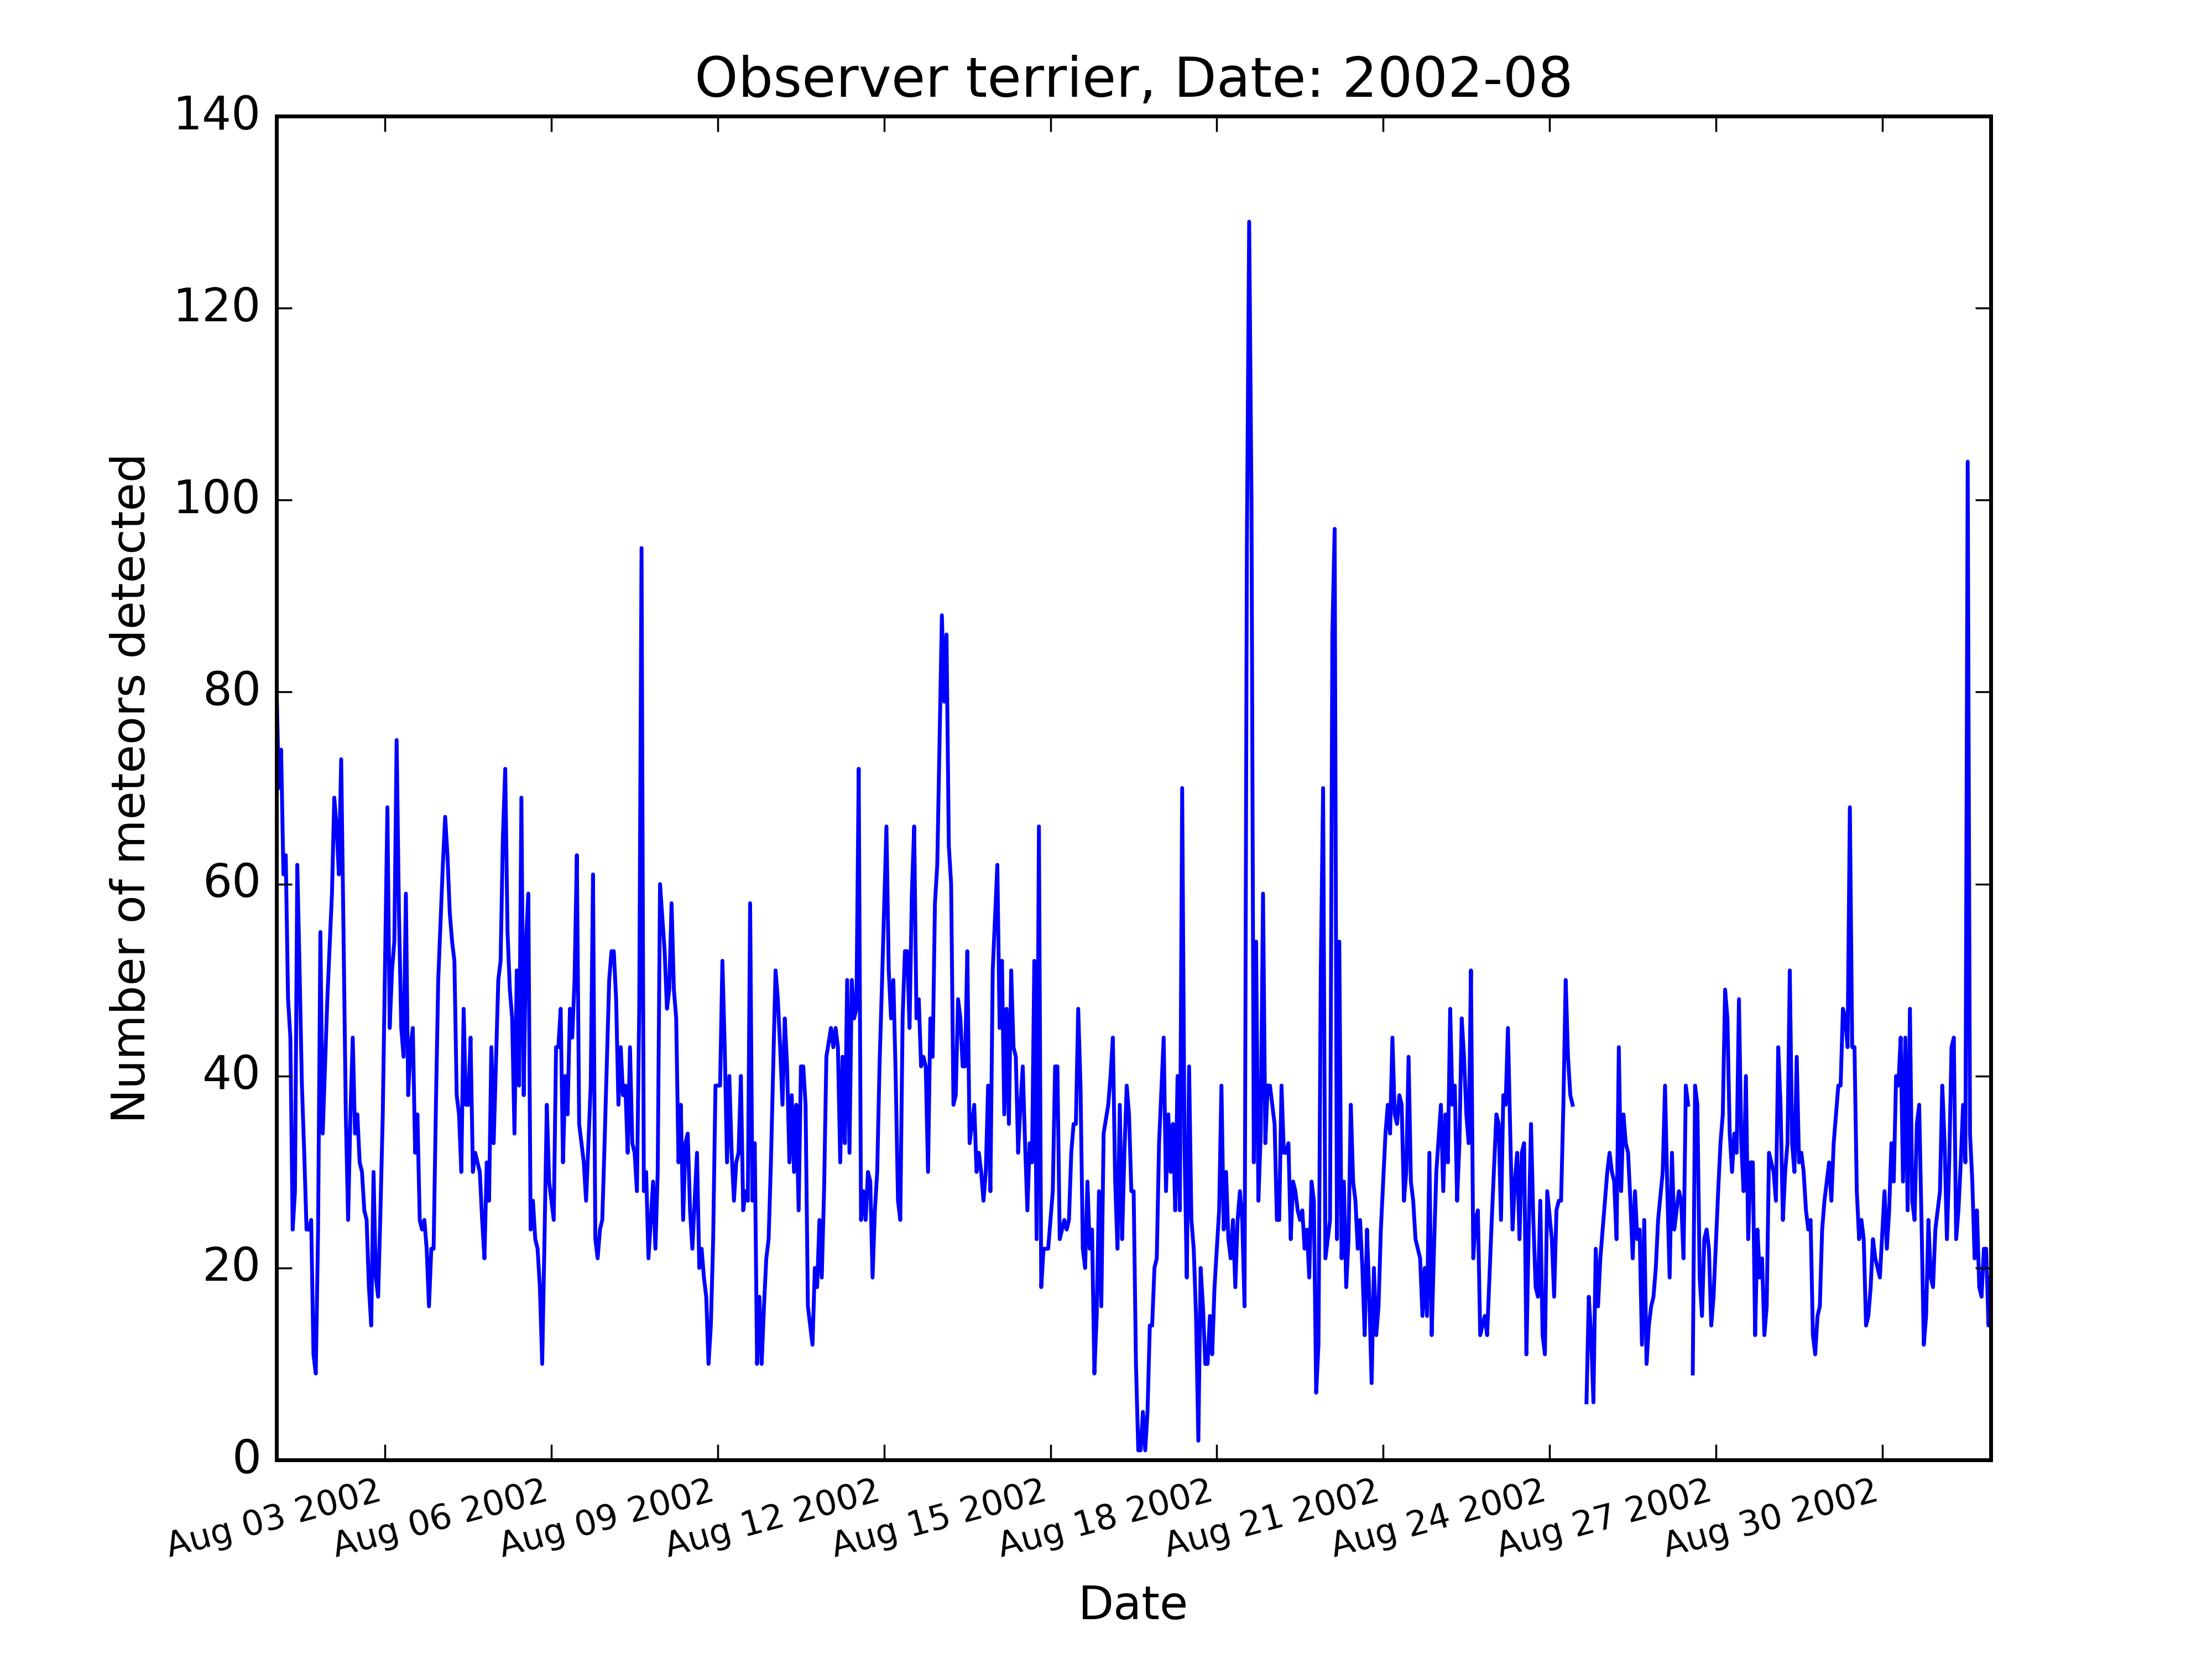 Observer terrier, Date: 2002-08
140
120
100
80
60
40
20
0
Number of meteors detected
Aug 03 2002
Aug 06 2002
Aug 09 2002
Aug 12 2002
Aug 15 2002
Aug 18 2002
Aug 21 2002
Aug 24 2002
Aug 27 2002
Aug 30 2002
Date